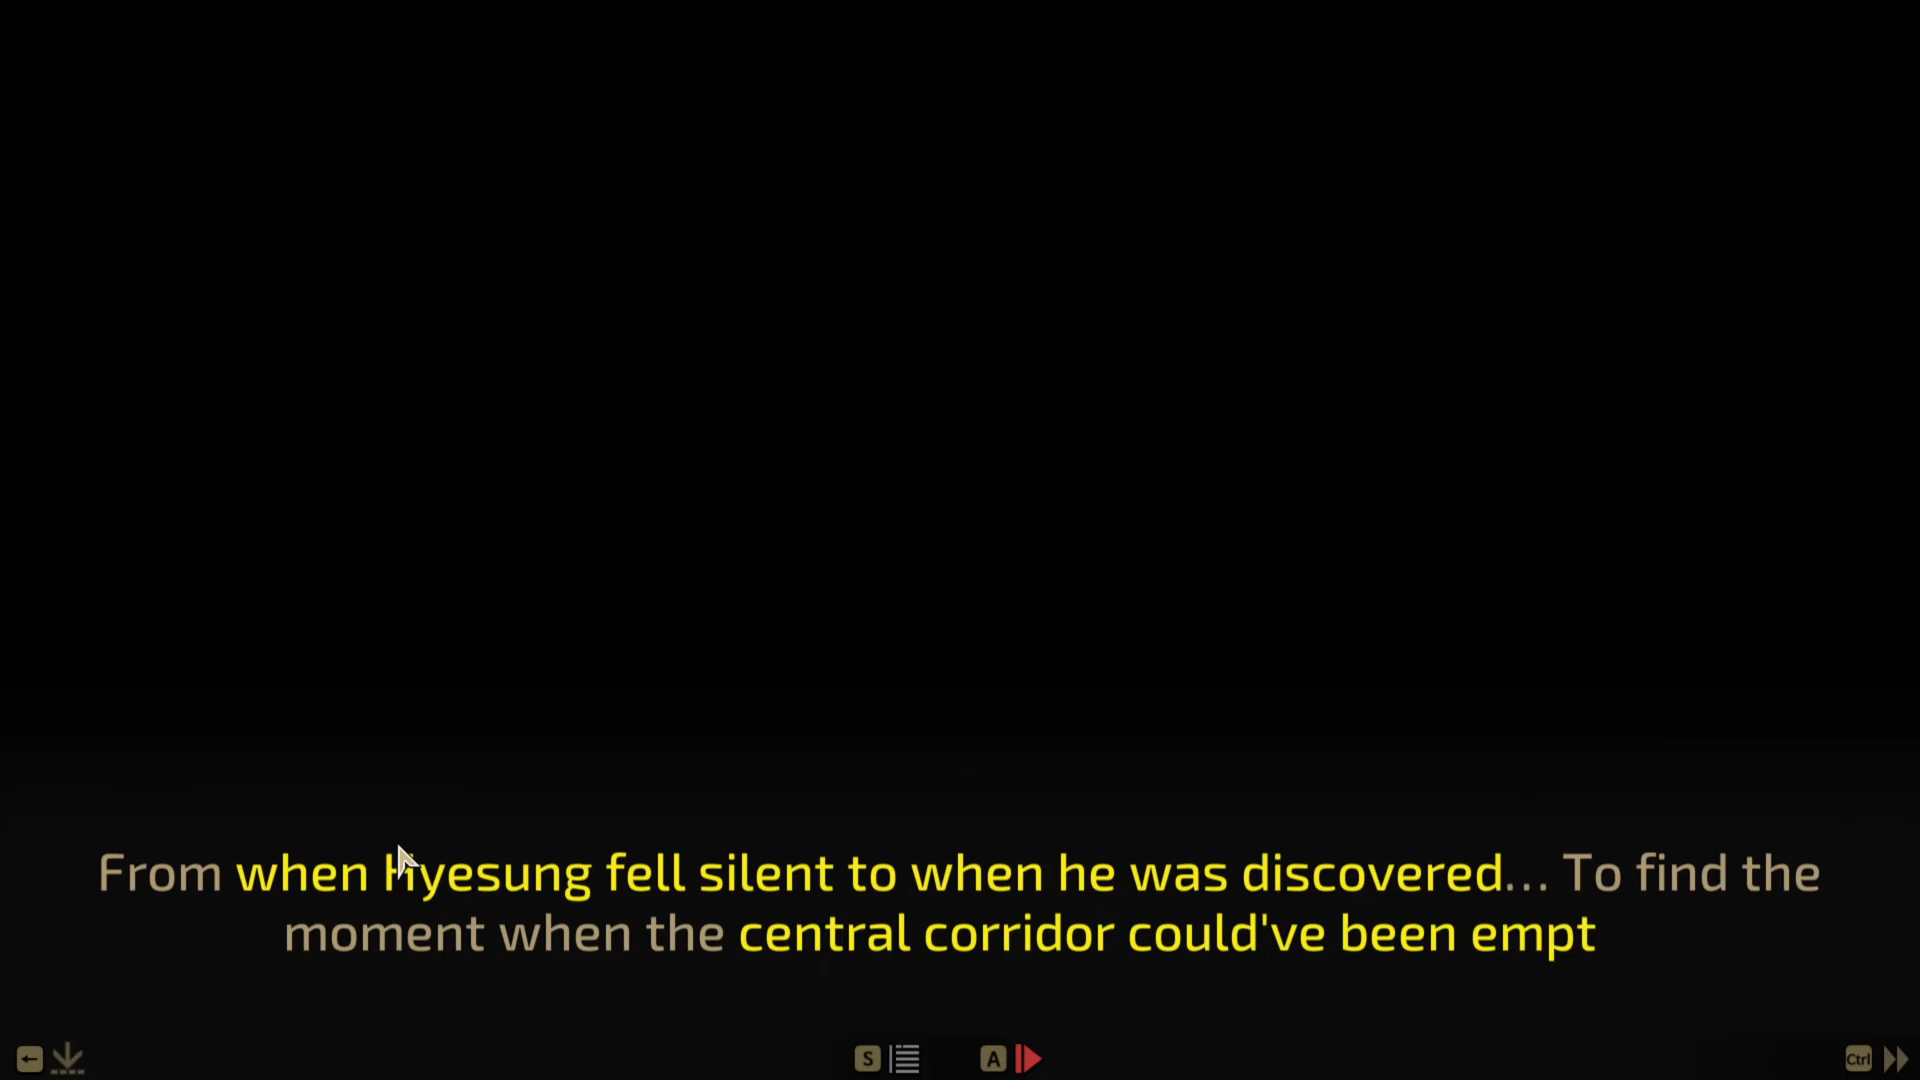 From when Hyesung fell silent to when he was discovered... To find the
moment when the central corridor could've been empt
← S A Ctrl